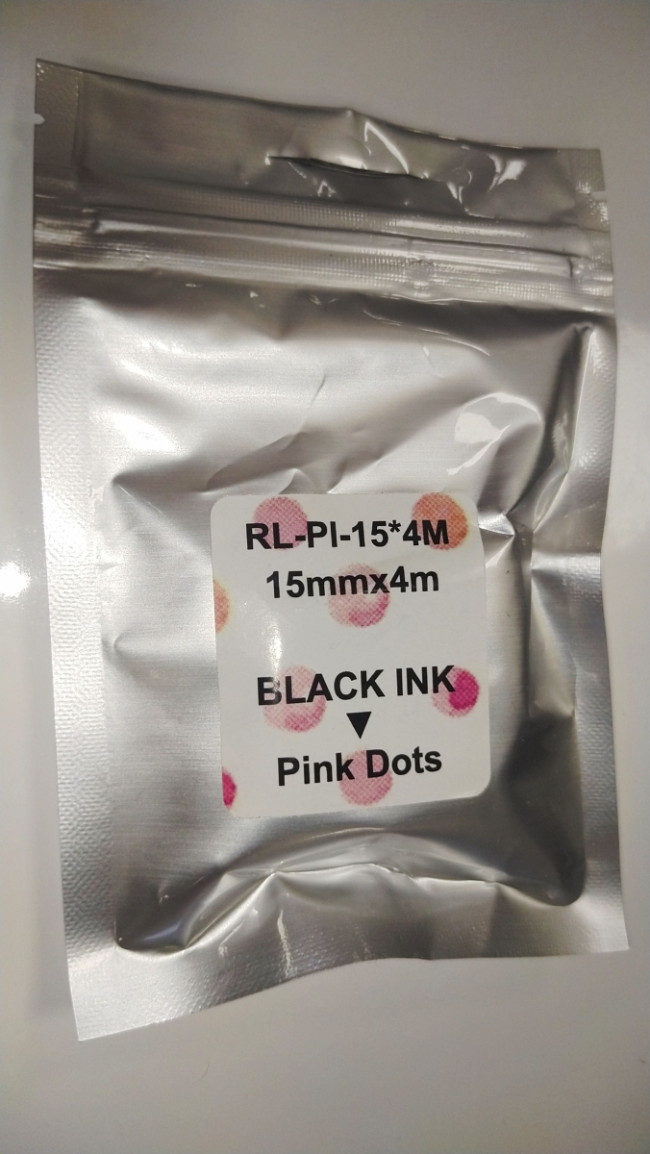 RL-PI-15*4M
15mmx4m
BLACK INK
▼
Pink Dots